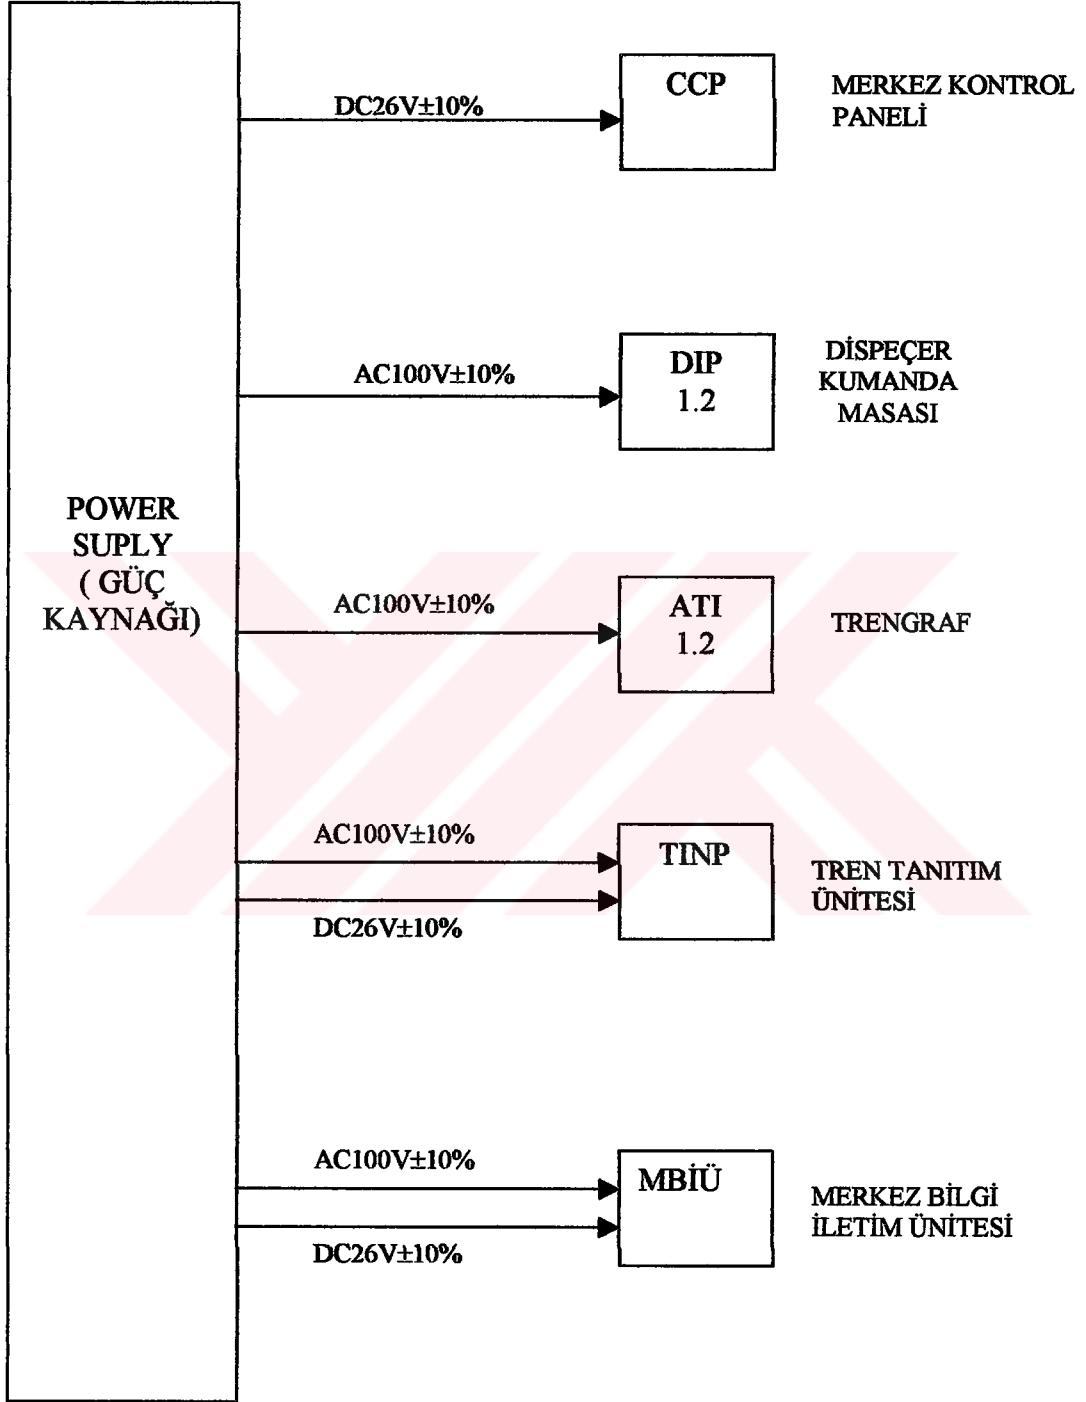 CCP
MERKEZ KONTROL
PANELİ
DC26V±10%
DIP
1.2
DİSPEÇER
KUMANDA
MASASI
AC100V±10%
POWER
SUPLY
( GÜÇ
KAYNAĞI)
AC100V±10%
ATI
1.2
TRENGRAF
AC100V±10%
DC26V±10%
TINP
TREN TANITIM
ÜNİTESİ
AC100V±10%
DC26V±10%
MBİÜ
MERKEZ BİLGİ
İLETİM ÜNİTESİ